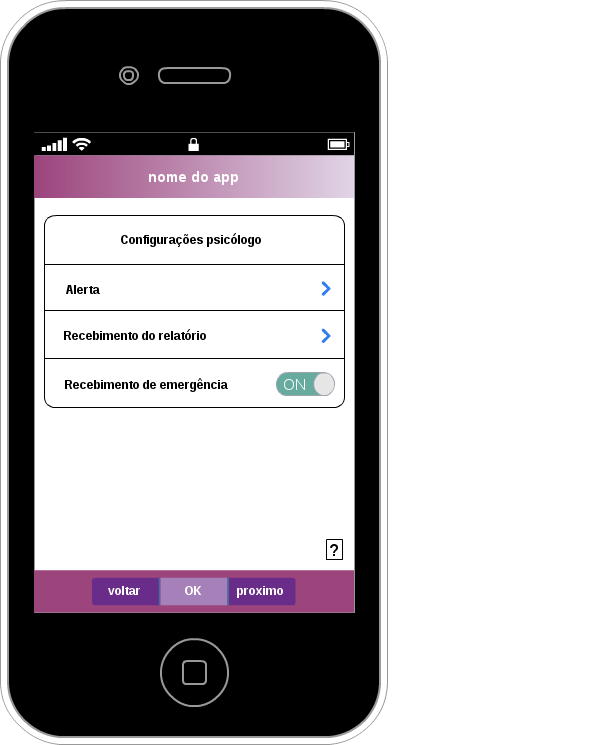 nome do app
Configurações psicólogo
Alerta
Recebimento do relatório
Recebimento de emergência
ON
?
voltar
OK
proximo